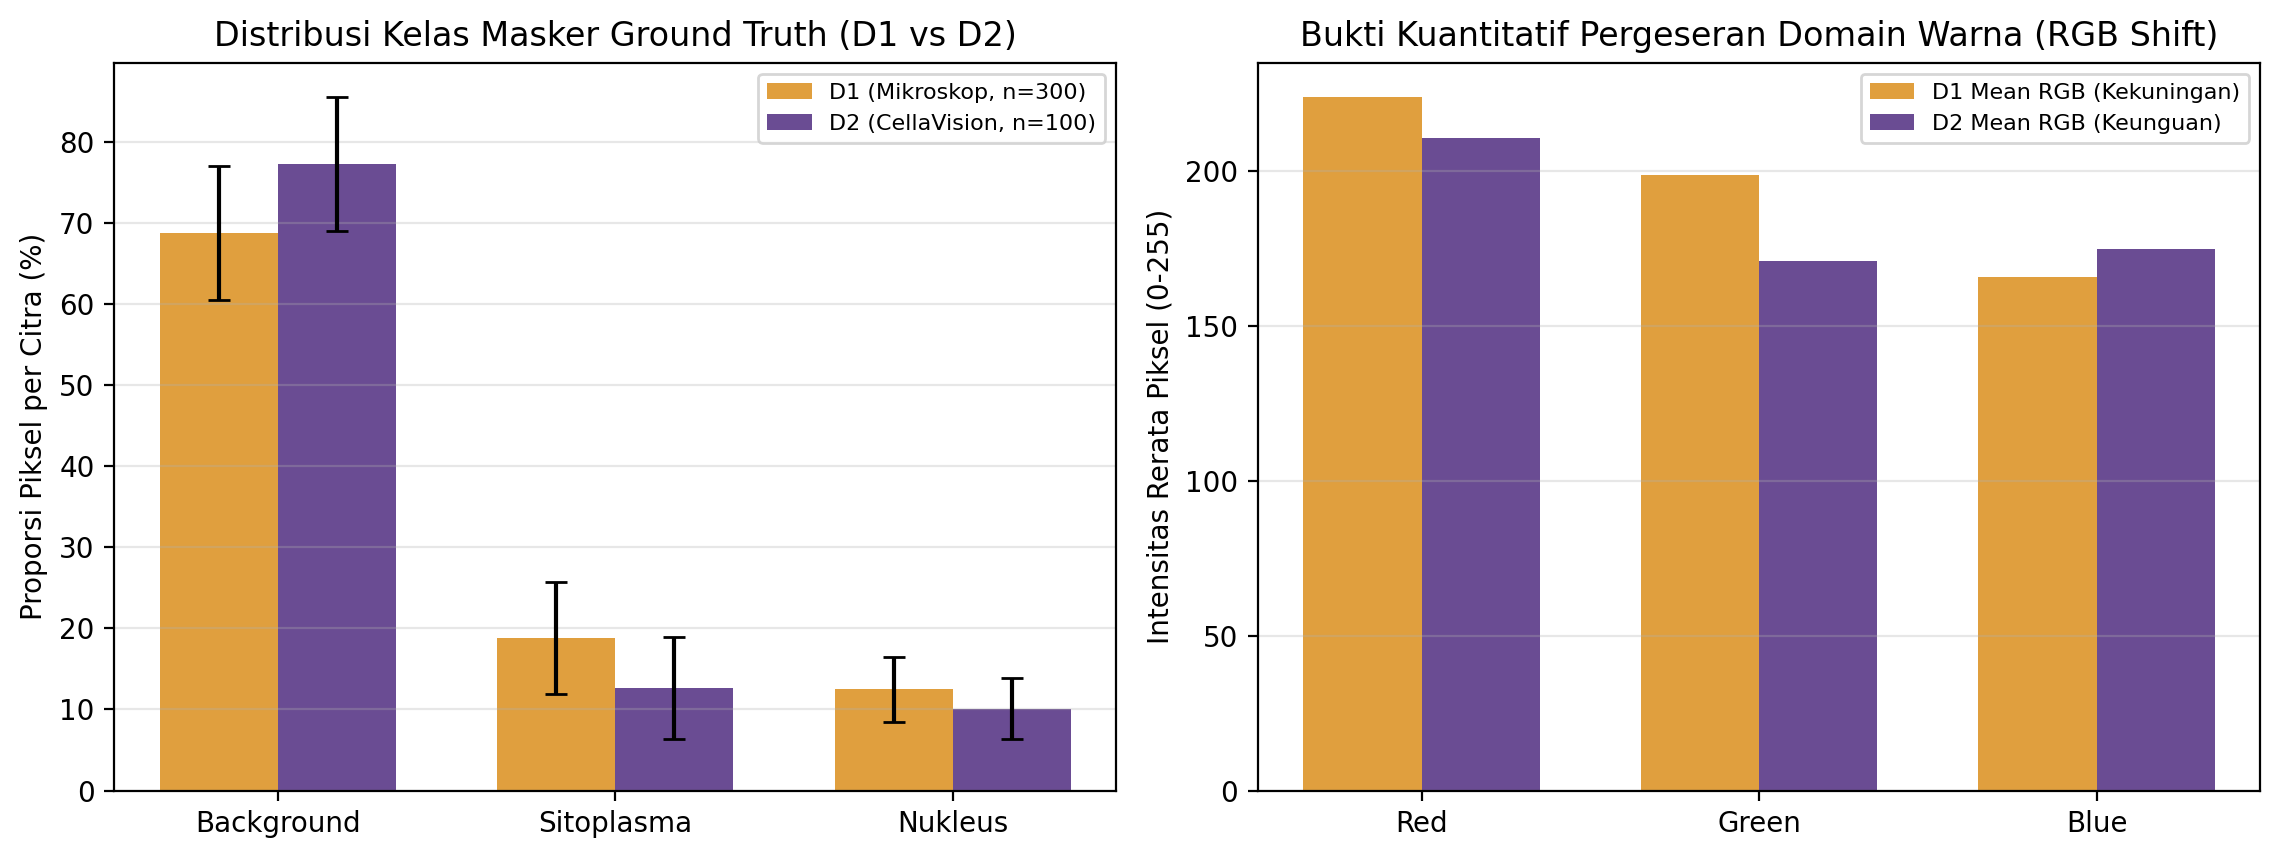 Distribusi Kelas Masker Ground Truth (D1 vs D2)
D1 (Mikroskop, n=300)
D2 (CellaVision, n=100)
Proporsi Piksel per Citra (%)
80
70
60
50
40
30
20
10
0
Background
Sitoplasma
Nukleus
Bukti Kuantitatif Pergeseran Domain Warna (RGB Shift)
D1 Mean RGB (Kekuningan)
D2 Mean RGB (Keunguan)
Intensitas Rerata Piksel (0-255)
200
150
100
50
0
Red
Green
Blue